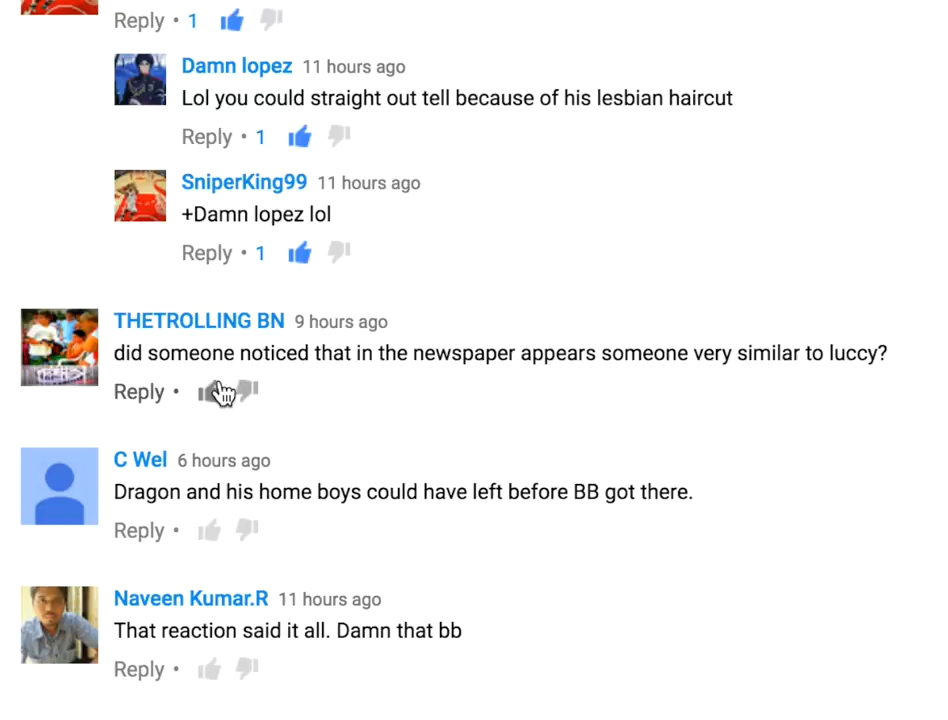 Reply • 1
Damn lopez 11 hours ago
Lol you could straight out tell because of his lesbian haircut
Reply • 1
SniperKing99 11 hours ago
+Damn lopez lol
Reply • 1
THETROLLING BN 9 hours ago
did someone noticed that in the newspaper appears someone very similar to luccy?
Reply •
C Wel 6 hours ago
Dragon and his home boys could have left before BB got there.
Reply •
Naveen Kumar.R 11 hours ago
That reaction said it all. Damn that bb
Reply •